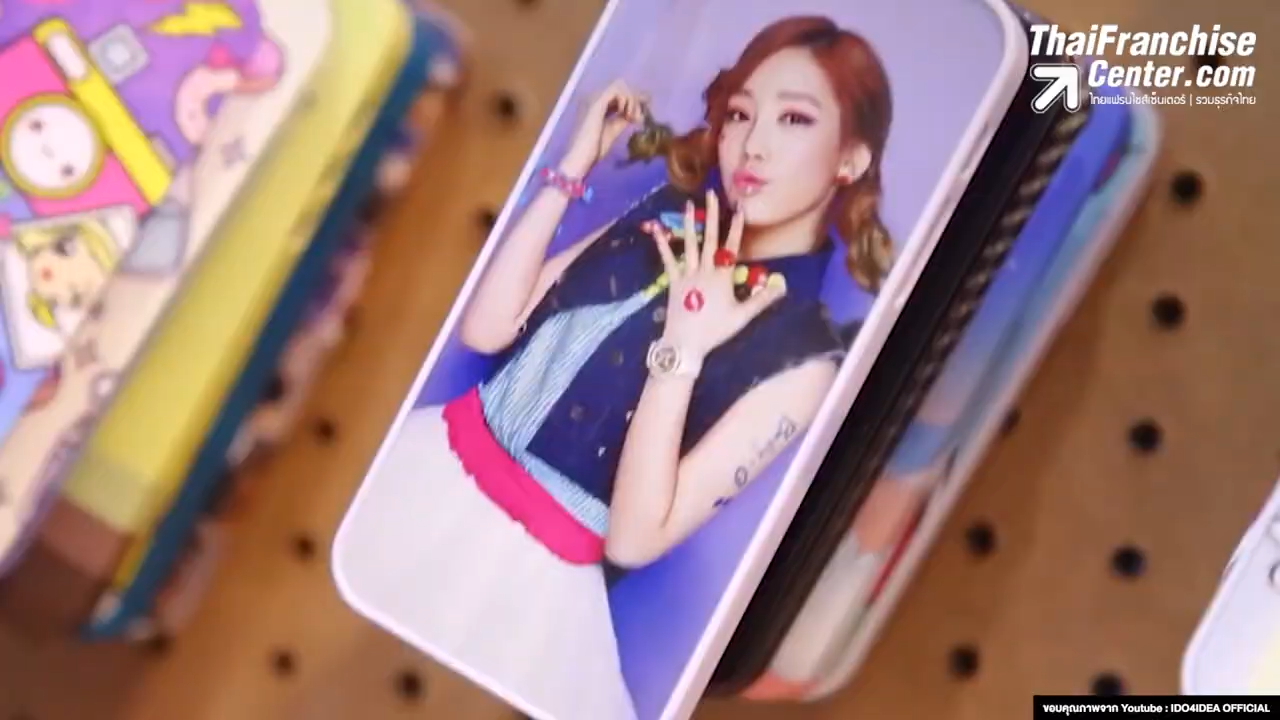 ThaiFranchise
Center.com
ไทยแฟรนไชส์เซ็นเตอร์ | รวมธุรกิจไทย
ขอบคุณภาพจาก Youtube : IDO4IDEA OFFICIAL